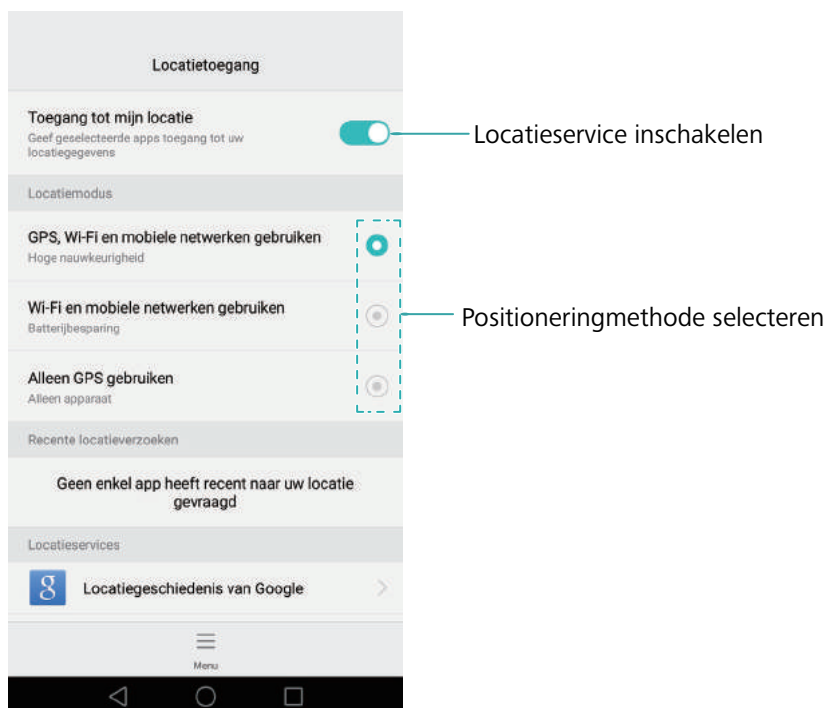 Locatietoegang
Toegang tot mijn locatie
Geef geselecteerde apps toegang tot uw
locatiegegevens
Locatieservice inschakelen
Locatiemodus
GPS, Wi-Fi en mobiele netwerken gebruiken
Hoge nauwkeurigheid
Wi-Fi en mobiele netwerken gebruiken
Batterijbesparing
Positioneringmethode selecteren
Alleen GPS gebruiken
Alleen apparaat
Recente locatieverzoeken
Geen enkel app heeft recent naar uw locatie
gevraagd
Locatieservices
8 Locatiegeschiedenis van Google
Menu